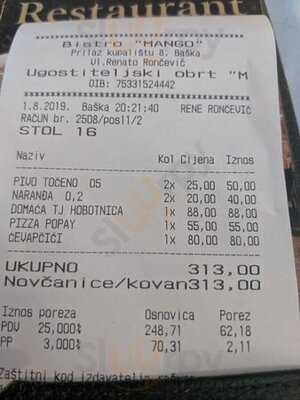 Restaurant
Bistro "MANGO"
Prilaz kupalištu 8. Baška
Vl.Renato Rončević
Ugostiteljski obrt "M
OIB: 75331524442
1.8.2019. Baška 20:21:40 RENE RONČEVIĆ
RAČUN br. 2508/posl1/2
STOL 16
Naziv Kol Cijena Iznos
PIVO TOČENO 05 2x 25,00 50,00
NARANĐA 0,2 2x 20,00 40,00
DOMAĆA TJ HOBOTNICA 1x 88,00 88,00
PIZZA POPAY 1x 55,00 55,00
ČEVAPČIĆI 1x 80,00 80,00
UKUPNO 313,00
Novčanice/kovan313,00
Iznos poreza Osnovica Porez
PDV 25,000% 248,71 62,18
PP 3,000% 70,31 2,11
Zaštitni kod izdavatelja